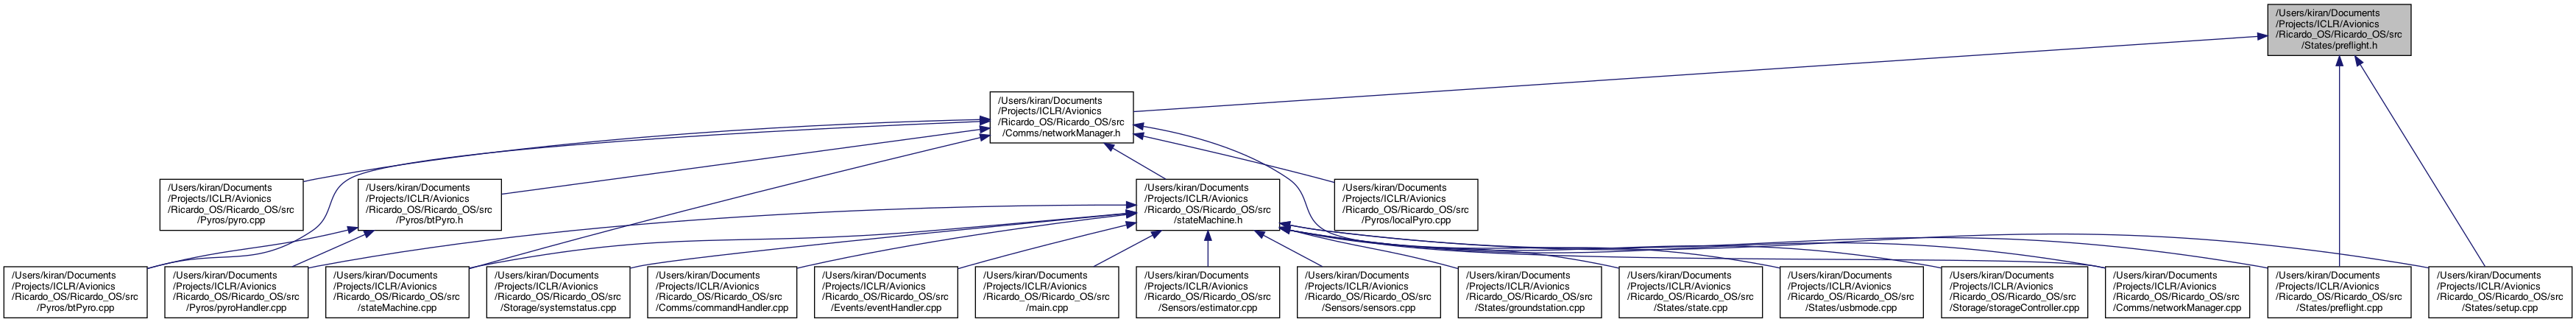 /Users/kiran/Documents
/Projects/ICLR/Avionics
/Ricardo_OS/Ricardo_OS/src
/States/preflight.h
/Users/kiran/Documents
/Projects/ICLR/Avionics
/Ricardo_OS/Ricardo_OS/src
/Comms/networkManager.h
/Users/kiran/Documents
/Projects/ICLR/Avionics
/Ricardo_OS/Ricardo_OS/src
/Pyros/pyro.cpp
/Users/kiran/Documents
/Projects/ICLR/Avionics
/Ricardo_OS/Ricardo_OS/src
/Pyros/btPyro.h
/Users/kiran/Documents
/Projects/ICLR/Avionics
/Ricardo_OS/Ricardo_OS/src
/stateMachine.h
/Users/kiran/Documents
/Projects/ICLR/Avionics
/Ricardo_OS/Ricardo_OS/src
/Pyros/localPyro.cpp
/Users/kiran/Documents
/Projects/ICLR/Avionics
/Ricardo_OS/Ricardo_OS/src
/Pyros/btPyro.cpp
/Users/kiran/Documents
/Projects/ICLR/Avionics
/Ricardo_OS/Ricardo_OS/src
/Pyros/pyroHandler.cpp
/Users/kiran/Documents
/Projects/ICLR/Avionics
/Ricardo_OS/Ricardo_OS/src
/stateMachine.cpp
/Users/kiran/Documents
/Projects/ICLR/Avionics
/Ricardo_OS/Ricardo_OS/src
/Storage/systemstatus.cpp
/Users/kiran/Documents
/Projects/ICLR/Avionics
/Ricardo_OS/Ricardo_OS/src
/Comms/commandHandler.cpp
/Users/kiran/Documents
/Projects/ICLR/Avionics
/Ricardo_OS/Ricardo_OS/src
/Events/eventHandler.cpp
/Users/kiran/Documents
/Projects/ICLR/Avionics
/Ricardo_OS/Ricardo_OS/src
/main.cpp
/Users/kiran/Documents
/Projects/ICLR/Avionics
/Ricardo_OS/Ricardo_OS/src
/Sensors/estimator.cpp
/Users/kiran/Documents
/Projects/ICLR/Avionics
/Ricardo_OS/Ricardo_OS/src
/Sensors/sensors.cpp
/Users/kiran/Documents
/Projects/ICLR/Avionics
/Ricardo_OS/Ricardo_OS/src
/States/groundstation.cpp
/Users/kiran/Documents
/Projects/ICLR/Avionics
/Ricardo_OS/Ricardo_OS/src
/States/state.cpp
/Users/kiran/Documents
/Projects/ICLR/Avionics
/Ricardo_OS/Ricardo_OS/src
/States/usbmode.cpp
/Users/kiran/Documents
/Projects/ICLR/Avionics
/Ricardo_OS/Ricardo_OS/src
/Storage/storageController.cpp
/Users/kiran/Documents
/Projects/ICLR/Avionics
/Ricardo_OS/Ricardo_OS/src
/Comms/networkManager.cpp
/Users/kiran/Documents
/Projects/ICLR/Avionics
/Ricardo_OS/Ricardo_OS/src
/States/preflight.cpp
/Users/kiran/Documents
/Projects/ICLR/Avionics
/Ricardo_OS/Ricardo_OS/src
/States/setup.cpp